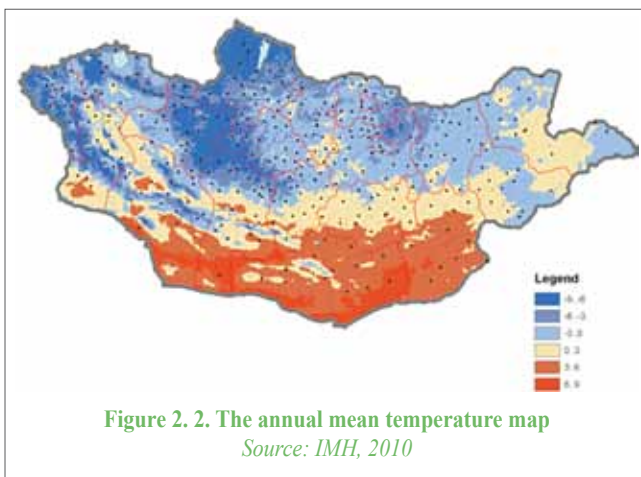 Legend
-9..-6
-6..-3
-3..0
0..3
3..6
6..9
Figure 2. 2. The annual mean temperature map
Source: IMH, 2010